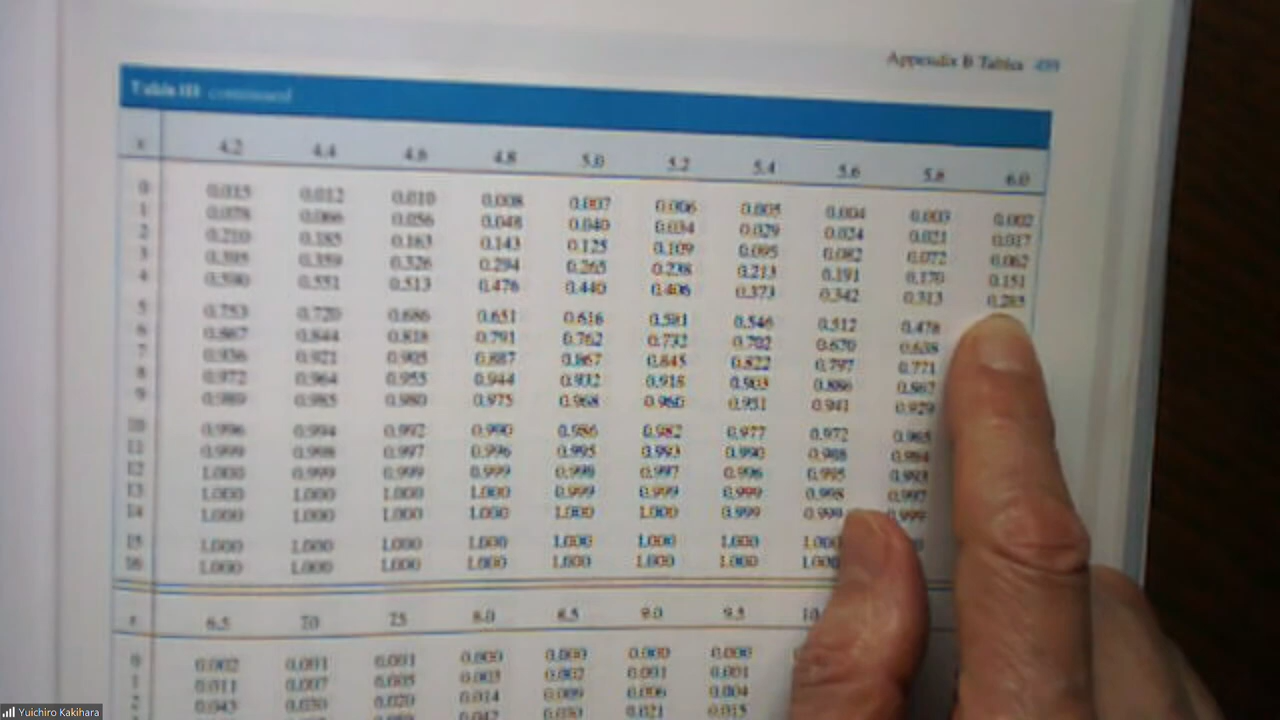 Appendix B Tables 499
Table III continued
x 4.2 4.4 4.6 4.8 5.0 5.2 5.4 5.6 5.8 6.0
0 0.015 0.012 0.010 0.008 0.007 0.006 0.005 0.004 0.003 0.002
1 0.078 0.066 0.056 0.048 0.040 0.034 0.029 0.024 0.021 0.017
2 0.210 0.185 0.163 0.143 0.125 0.109 0.095 0.082 0.072 0.062
3 0.395 0.359 0.326 0.294 0.265 0.238 0.213 0.191 0.170 0.151
4 0.590 0.551 0.513 0.476 0.440 0.406 0.373 0.342 0.313 0.285
5 0.753 0.720 0.686 0.651 0.616 0.581 0.546 0.512 0.478
6 0.867 0.844 0.818 0.791 0.762 0.732 0.702 0.670 0.638
7 0.936 0.921 0.905 0.887 0.867 0.845 0.822 0.797 0.771
8 0.972 0.964 0.955 0.944 0.932 0.918 0.903 0.886 0.867
9 0.989 0.985 0.980 0.975 0.968 0.960 0.951 0.941 0.929
10 0.996 0.994 0.992 0.990 0.986 0.982 0.977 0.972 0.965
11 0.999 0.998 0.997 0.996 0.995 0.993 0.990 0.988 0.984
12 1.000 0.999 0.999 0.999 0.998 0.997 0.996 0.995 0.993
13 1.000 1.000 1.000 1.000 0.999 0.999 0.999 0.998 0.997
14 1.000 1.000 1.000 1.000 1.000 1.000 0.999 0.999 0.999
15 1.000 1.000 1.000 1.000 1.000 1.000 1.000 1.000
16 1.000 1.000 1.000 1.000 1.000 1.000 1.000 1.000
x 6.5 7.0 7.5 8.0 8.5 9.0 9.5 10
0 0.002 0.001 0.001 0.000 0.000 0.000 0.000
1 0.011 0.007 0.005 0.003 0.002 0.001 0.001
2 0.043 0.030 0.020 0.014 0.009 0.006 0.004
0.042 0.030 0.021 0.015
Yuichiro Kakihara